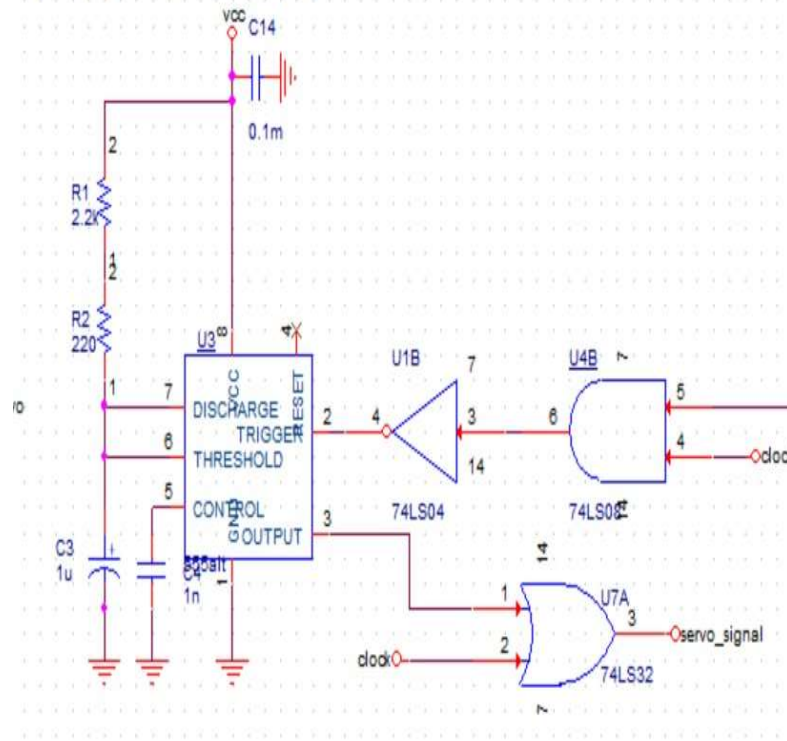 vcc
C14
0.1m
2
R1
2.2k
1
2
R2
220
1
U3
8
4
VCC
RESET
7
DISCHARGE
TRIGGER
2
6
THRESHOLD
5
CONTROL
GND
OUTPUT
3
1
C3
1u
C4
1n
U1B
7
4
3
14
74LS04
U4B
7
6
5
4
14
74LS08
clock
14
U7A
1
2
3
7
74LS32
clock
servo_signal